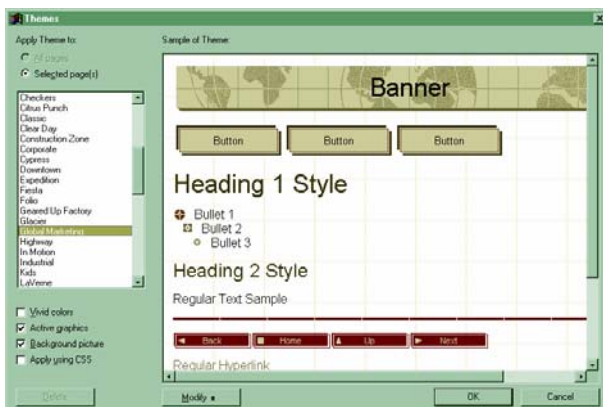 Themes
Apply Theme to:
All pages
Selected page(s)
Checkers
Citrus Punch
Classic
Clear Day
Construction Zone
Corporate
Cypress
Downtown
Expedition
Fiesta
Folio
Geared Up Factory
Glacier
Global Marketing
Highway
In Motion
Industrial
Kids
LaVerne
Vivid colors
Active graphics
Background picture
Apply using CSS
Delete
Sample of Theme:
Banner
Button Button Button
Heading 1 Style
Bullet 1
Bullet 2
Bullet 3
Heading 2 Style
Regular Text Sample
Back Home Up Next
Regular Hyperlink
Modify
OK Cancel